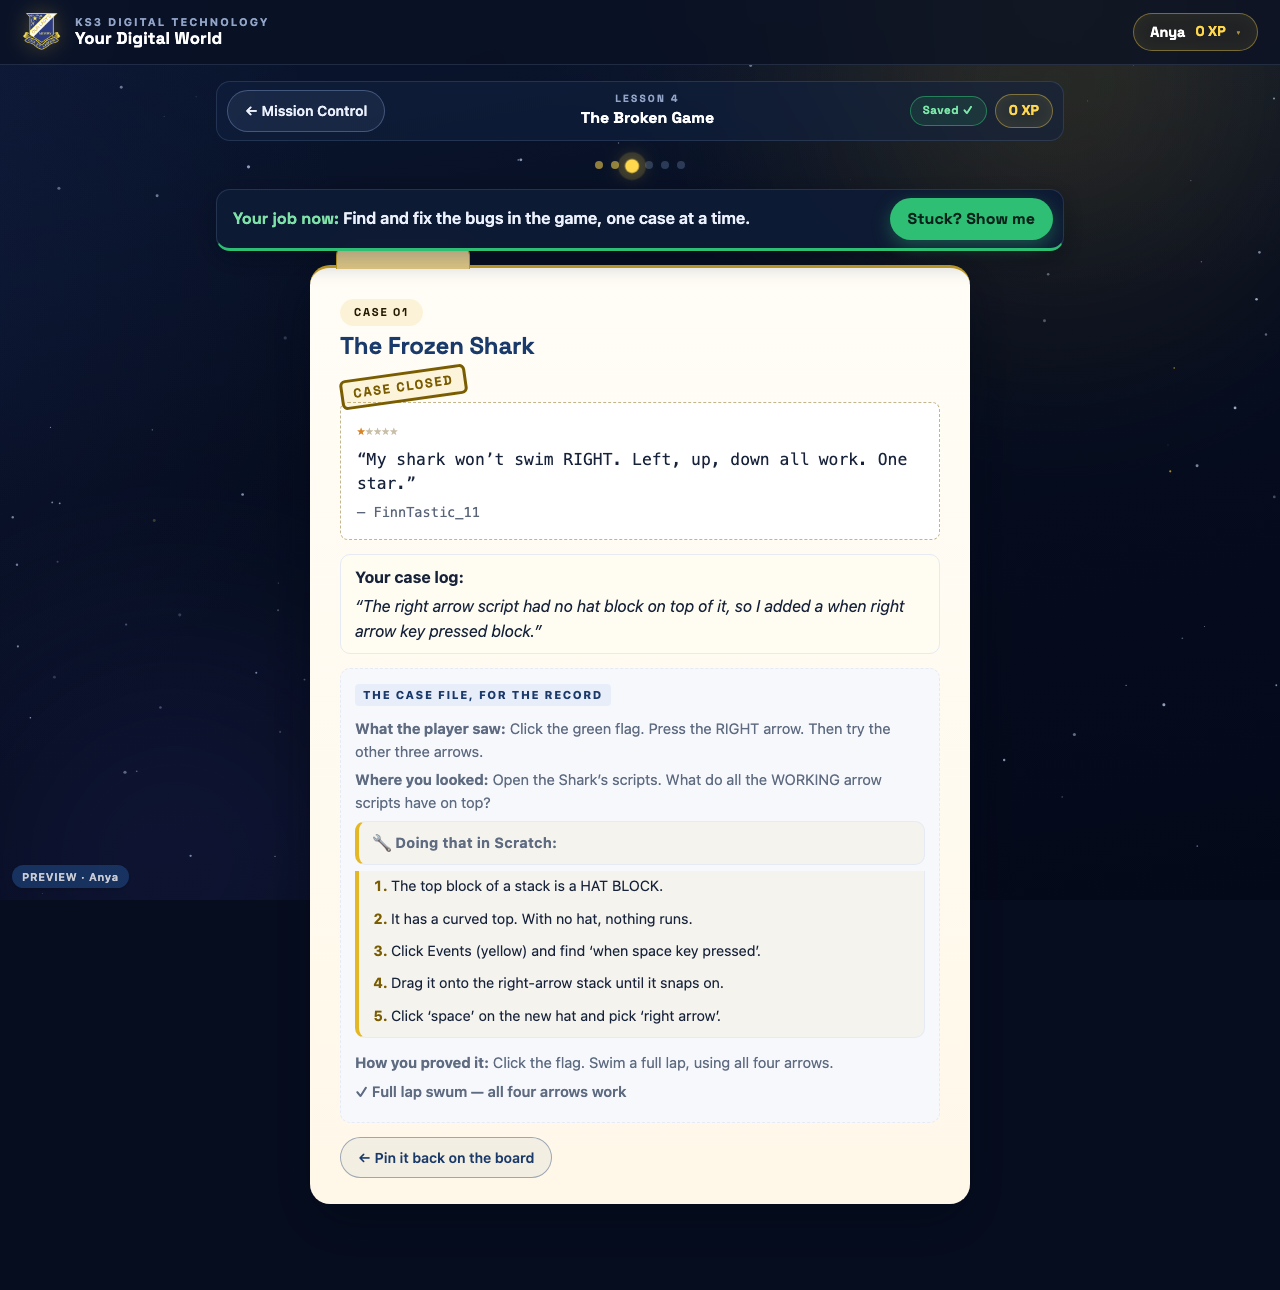 KS3 DIGITAL TECHNOLOGY
Your Digital World
Anya 0 XP
← Mission Control
LESSON 4
The Broken Game
Saved ✓
0 XP
Your job now: Find and fix the bugs in the game, one case at a time.
Stuck? Show me
CASE 01
The Frozen Shark
CASE CLOSED
★★★★★
“My shark won’t swim RIGHT. Left, up, down all work. One
star.”
— FinnTastic_11
Your case log:
“The right arrow script had no hat block on top of it, so I added a when right
arrow key pressed block.”
THE CASE FILE, FOR THE RECORD
What the player saw: Click the green flag. Press the RIGHT arrow. Then try the
other three arrows.
Where you looked: Open the Shark’s scripts. What do all the WORKING arrow
scripts have on top?
🔧 Doing that in Scratch:
1. The top block of a stack is a HAT BLOCK.
2. It has a curved top. With no hat, nothing runs.
3. Click Events (yellow) and find ‘when space key pressed’.
4. Drag it onto the right-arrow stack until it snaps on.
5. Click ‘space’ on the new hat and pick ‘right arrow’.
How you proved it: Click the flag. Swim a full lap, using all four arrows.
✓ Full lap swum — all four arrows work
← Pin it back on the board
PREVIEW · Anya